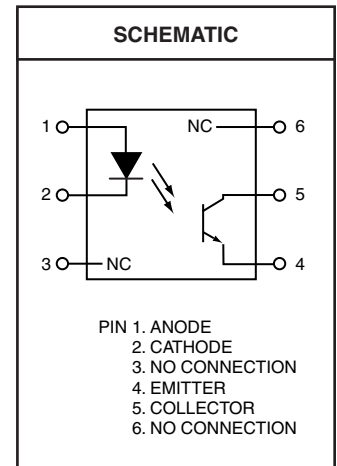 SCHEMATIC
1 NC 6
2 5
3 NC 4
PIN 1. ANODE
2. CATHODE
3. NO CONNECTION
4. EMITTER
5. COLLECTOR
6. NO CONNECTION